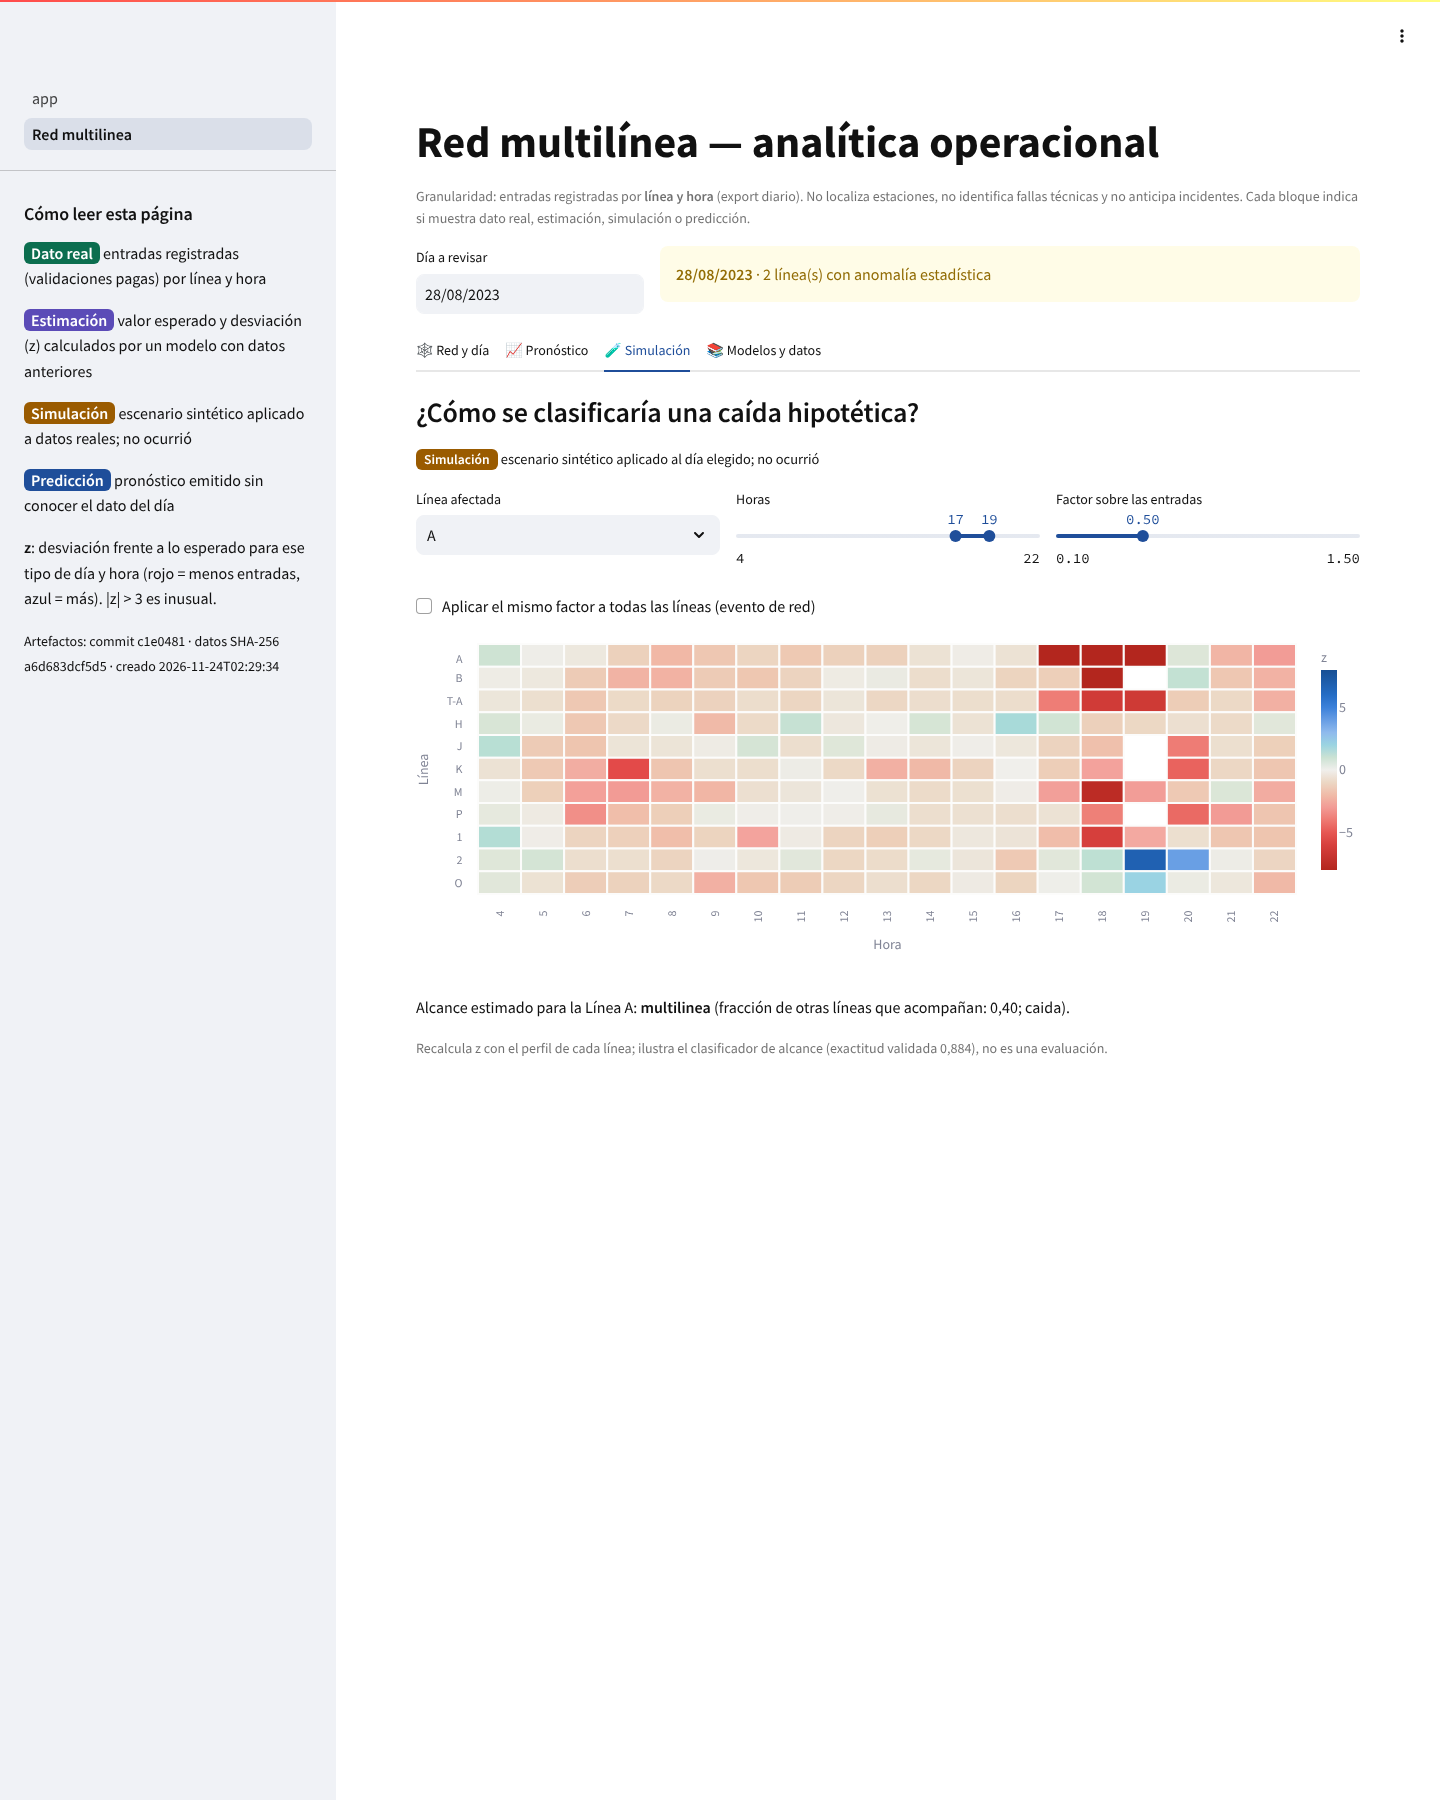 app
Red multilinea
Cómo leer esta página
Dato real entradas registradas
(validaciones pagas) por línea y hora
Estimación valor esperado y desviación
(z) calculados por un modelo con datos
anteriores
Simulación escenario sintético aplicado
a datos reales; no ocurrió
Predicción pronóstico emitido sin
conocer el dato del día
z: desviación frente a lo esperado para ese
tipo de día y hora (rojo = menos entradas,
azul = más). |z| > 3 es inusual.
Artefactos: commit c1e0481 · datos SHA-256
a6d683dcf5d5 · creado 2026-11-24T02:29:34
Red multilínea — analítica operacional
Granularidad: entradas registradas por línea y hora (export diario). No localiza estaciones, no identifica fallas técnicas y no anticipa incidentes. Cada bloque indica
si muestra dato real, estimación, simulación o predicción.
Día a revisar
28/08/2023
28/08/2023 · 2 línea(s) con anomalía estadística
🕸️ Red y día 📈 Pronóstico 🧪 Simulación 📚 Modelos y datos
¿Cómo se clasificaría una caída hipotética?
Simulación escenario sintético aplicado al día elegido; no ocurrió
Línea afectada
A
Horas
17 19
4 22
Factor sobre las entradas
0.50
0.10 1.50
Aplicar el mismo factor a todas las líneas (evento de red)
Línea
A
B
T-A
H
J
K
M
P
1
2
O
4 5 6 7 8 9 10 11 12 13 14 15 16 17 18 19 20 21 22
Hora
z
5
0
−5
Alcance estimado para la Línea A: multilinea (fracción de otras líneas que acompañan: 0,40; caida).
Recalcula z con el perfil de cada línea; ilustra el clasificador de alcance (exactitud validada 0,884), no es una evaluación.